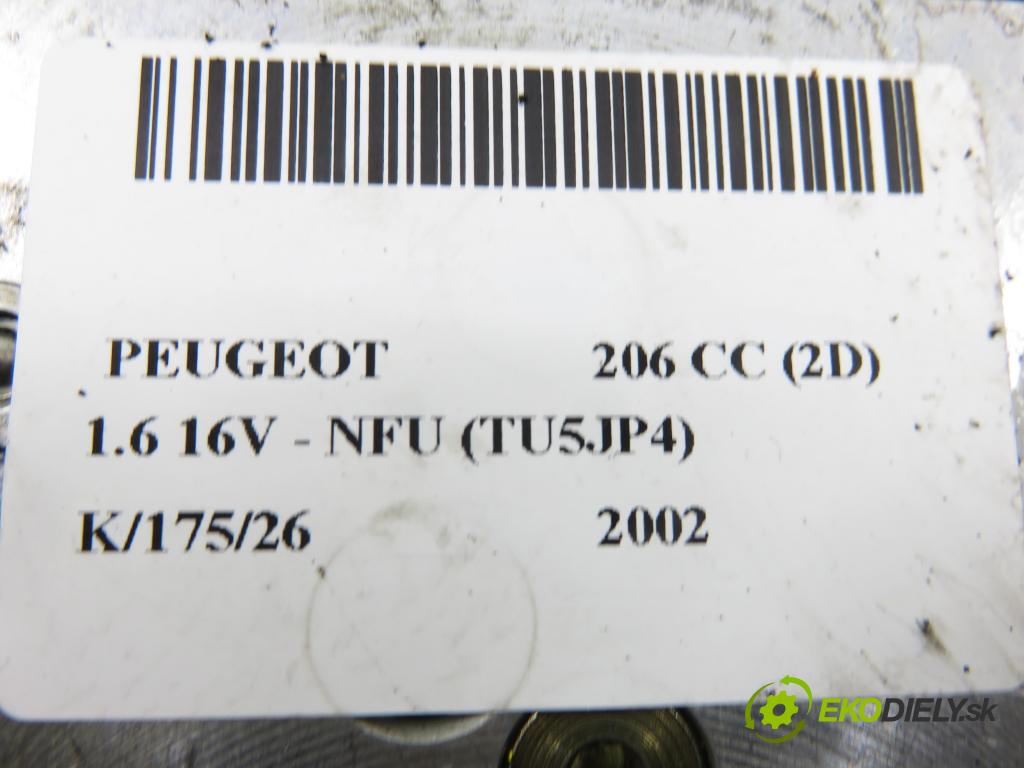 PEUGEOT 206 CC (2D)
1.6 16V - NFU (TU5JP4)
K/175/26 2002
EKODIELY.sk